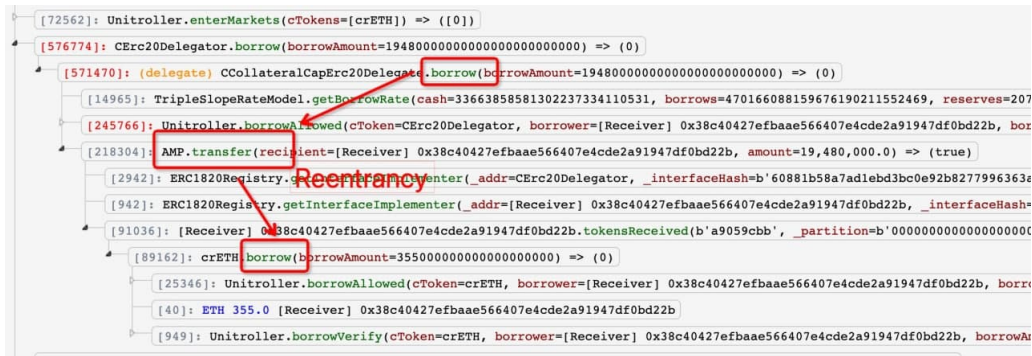 [72562]: Unitroller.enterMarkets(cTokens=[crETH]) => ([0])
[576774]: CErc20Delegator.borrow(borrowAmount=19480000000000000000000000) => (0)
[571470]: (delegate) CCollateralCapErc20Delegate.borrow(borrowAmount=19480000000000000000000000) => (0)
[14965]: TripleSlopeRateModel.getBorrowRate(cash=33663858581302237334110531, borrows=470166088159676190211552469, reserves=207
[245766]: Unitroller.borrowAllowed(cToken=CErc20Delegator, borrower=[Receiver] 0x38c40427efbaae566407e4cde2a91947df0bd22b, bor
[218304]: AMP.transfer(recipient=[Receiver] 0x38c40427efbaae566407e4cde2a91947df0bd22b, amount=19,480,000.0) => (true)
Reentrancy
[2942]: ERC1820Registry.getInterfaceImplementer(_addr=CErc20Delegator, _interfaceHash=b'60881b58a7ad1ebd3bc0e92b8277996363a
[942]: ERC1820Registry.getInterfaceImplementer(_addr=[Receiver] 0x38c40427efbaae566407e4cde2a91947df0bd22b, _interfaceHash=
[91036]: [Receiver] 0x38c40427efbaae566407e4cde2a91947df0bd22b.tokensReceived(b'a9059cbb', _partition=b'0000000000000000000
[89162]: crETH.borrow(borrowAmount=355000000000000000000) => (0)
[25346]: Unitroller.borrowAllowed(cToken=crETH, borrower=[Receiver] 0x38c40427efbaae566407e4cde2a91947df0bd22b, borro
[40]: ETH 355.0 [Receiver] 0x38c40427efbaae566407e4cde2a91947df0bd22b
[949]: Unitroller.borrowVerify(cToken=crETH, borrower=[Receiver] 0x38c40427efbaae566407e4cde2a91947df0bd22b, borrowAm